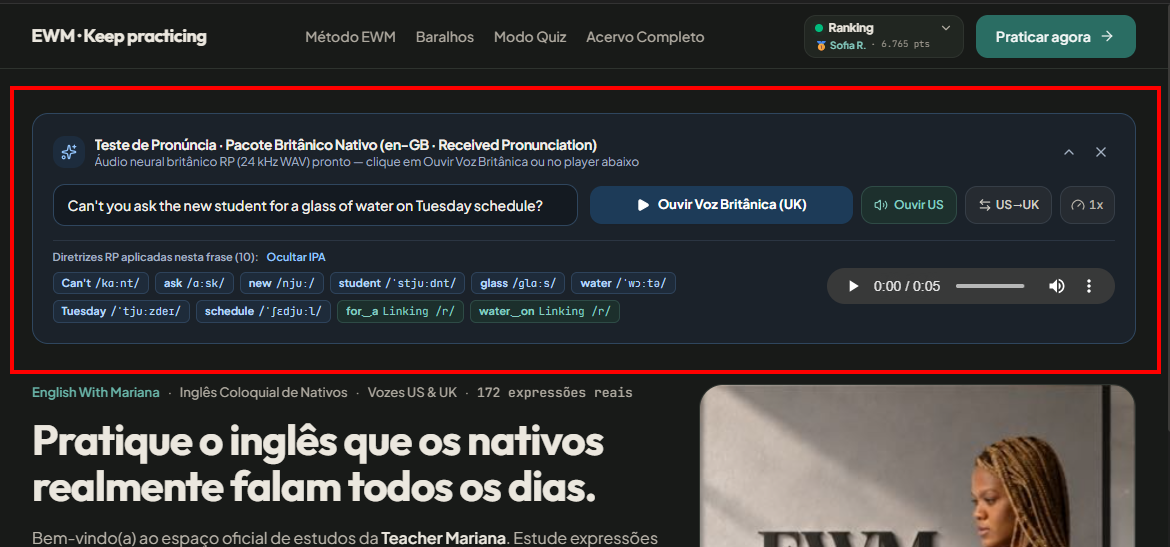 EWM · Keep practicing
Método EWM Baralhos Modo Quiz Acervo Completo
Ranking
Sofia R. · 6.765 pts
Praticar agora →
Teste de Pronúncia · Pacote Britânico Nativo (en-GB · Received Pronunciation)
Áudio neural britânico RP (24 kHz WAV) pronto — clique em Ouvir Voz Britânica ou no player abaixo
Can't you ask the new student for a glass of water on Tuesday schedule?
Ouvir Voz Britânica (UK)
Ouvir US
US→UK
1x
Diretrizes RP aplicadas nesta frase (10): Ocultar IPA
Can't /kɑːnt/ ask /ɑːsk/ new /njuː/ student /ˈstjuːdnt/ glass /ɡlɑːs/ water /ˈwɔːtə/
0:00 / 0:05
Tuesday /ˈtjuːzdeɪ/ schedule /ˈʃɛdjuːl/ for‿a Linking /r/ water‿on Linking /r/
English With Mariana · Inglês Coloquial de Nativos · Vozes US & UK · 172 expressões reais
Pratique o inglês que os nativos
realmente falam todos os dias.
Bem-vindo(a) ao espaço oficial de estudos da Teacher Mariana. Estude expressões
EWM